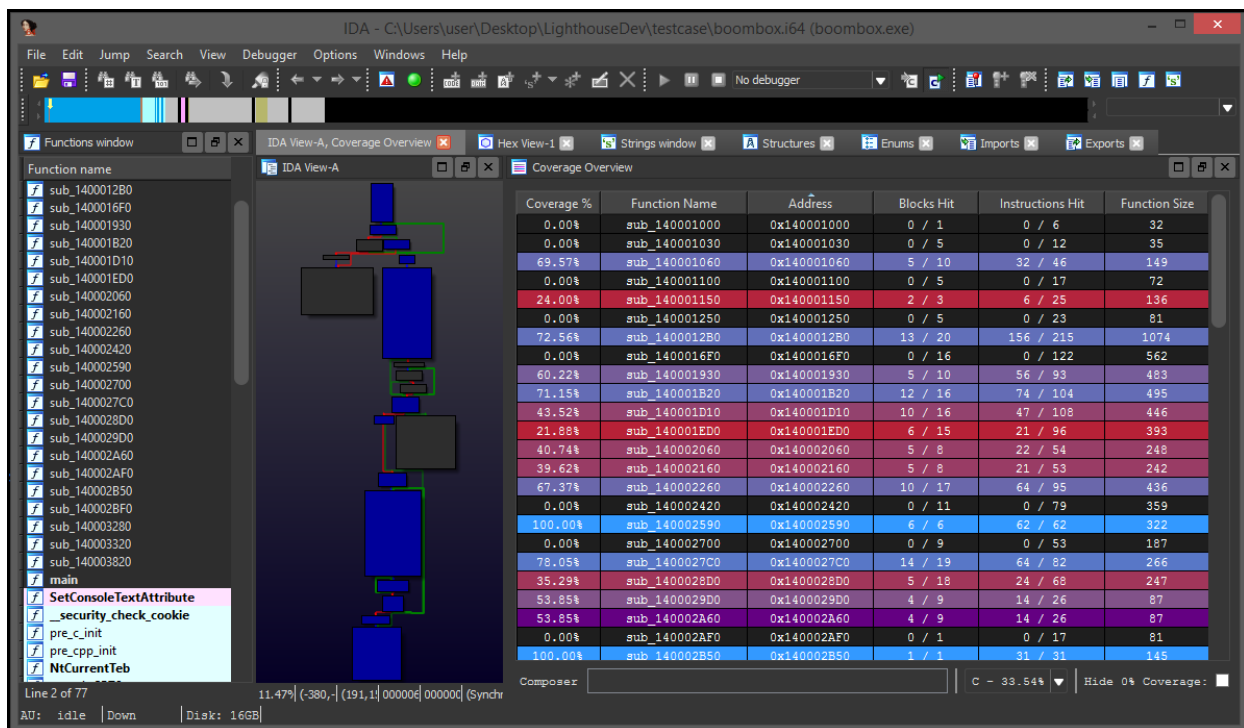 IDA - C:\Users\user\Desktop\LighthouseDev\testcase\boombox.i64 (boombox.exe)
File Edit Jump Search View Debugger Options Windows Help
No debugger
Functions window
IDA View-A, Coverage Overview Hex View-1 Strings window Structures Enums Imports Exports
Function name
sub_1400012B0
sub_1400016F0
sub_140001930
sub_140001B20
sub_140001D10
sub_140001ED0
sub_140002060
sub_140002160
sub_140002260
sub_140002420
sub_140002590
sub_140002700
sub_1400027C0
sub_1400028D0
sub_1400029D0
sub_140002A60
sub_140002AF0
sub_140002B50
sub_140002BF0
sub_140003280
sub_140003320
sub_140003820
main
SetConsoleTextAttribute
__security_check_cookie
pre_c_init
pre_cpp_init
NtCurrentTeb
Line 2 of 77
IDA View-A
11.47% (-380,- (191,1 000006 00000C (Synchr
Coverage Overview
Coverage % Function Name Address Blocks Hit Instructions Hit Function Size
0.00% sub_140001000 0x140001000 0 / 1 0 / 6 32
0.00% sub_140001030 0x140001030 0 / 5 0 / 12 35
69.57% sub_140001060 0x140001060 5 / 10 32 / 46 149
0.00% sub_140001100 0x140001100 0 / 5 0 / 17 72
24.00% sub_140001150 0x140001150 2 / 3 6 / 25 136
0.00% sub_140001250 0x140001250 0 / 5 0 / 23 81
72.56% sub_1400012B0 0x1400012B0 13 / 20 156 / 215 1074
0.00% sub_1400016F0 0x1400016F0 0 / 16 0 / 122 562
60.22% sub_140001930 0x140001930 5 / 10 56 / 93 483
71.15% sub_140001B20 0x140001B20 12 / 16 74 / 104 495
43.52% sub_140001D10 0x140001D10 10 / 16 47 / 108 446
21.88% sub_140001ED0 0x140001ED0 6 / 15 21 / 96 393
40.74% sub_140002060 0x140002060 5 / 8 22 / 54 248
39.62% sub_140002160 0x140002160 5 / 8 21 / 53 242
67.37% sub_140002260 0x140002260 10 / 17 64 / 95 436
0.00% sub_140002420 0x140002420 0 / 11 0 / 79 359
100.00% sub_140002590 0x140002590 6 / 6 62 / 62 322
0.00% sub_140002700 0x140002700 0 / 9 0 / 53 187
78.05% sub_1400027C0 0x1400027C0 14 / 19 64 / 82 266
35.29% sub_1400028D0 0x1400028D0 5 / 18 24 / 68 247
53.85% sub_1400029D0 0x1400029D0 4 / 9 14 / 26 87
53.85% sub_140002A60 0x140002A60 4 / 9 14 / 26 87
0.00% sub_140002AF0 0x140002AF0 0 / 1 0 / 17 81
100.00% sub_140002B50 0x140002B50 1 / 1 31 / 31 145
Composer C - 33.54% Hide 0% Coverage:
AU: idle Down Disk: 16GB